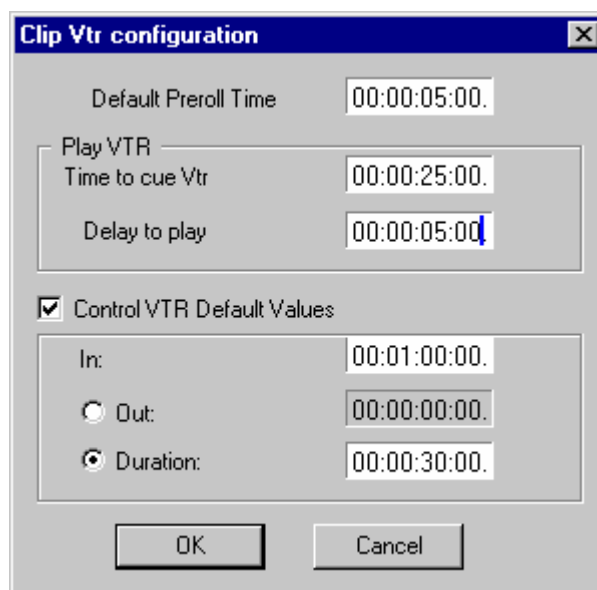 Clip Vtr configuration
Default Preroll Time 00:00:05:00.
Play VTR
Time to cue Vtr 00:00:25:00.
Delay to play 00:00:05:00.
Control VTR Default Values
In: 00:01:00:00.
Out: 00:00:00:00.
Duration: 00:00:30:00.
OK Cancel